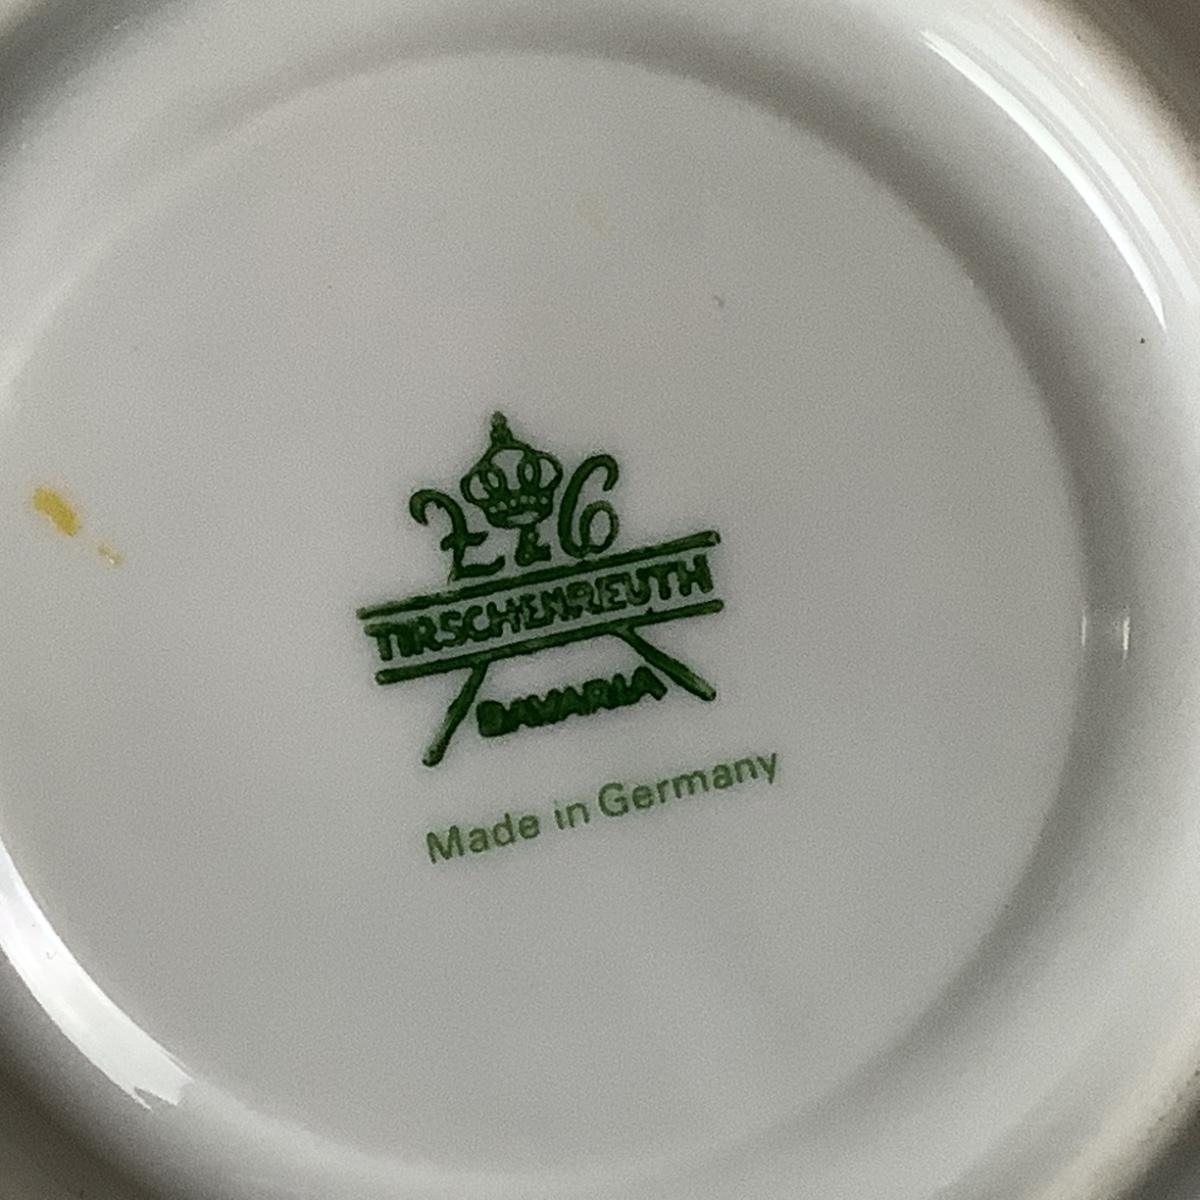 Z & C
TIRSCHENREUTH
BAVARIA
Made in Germany